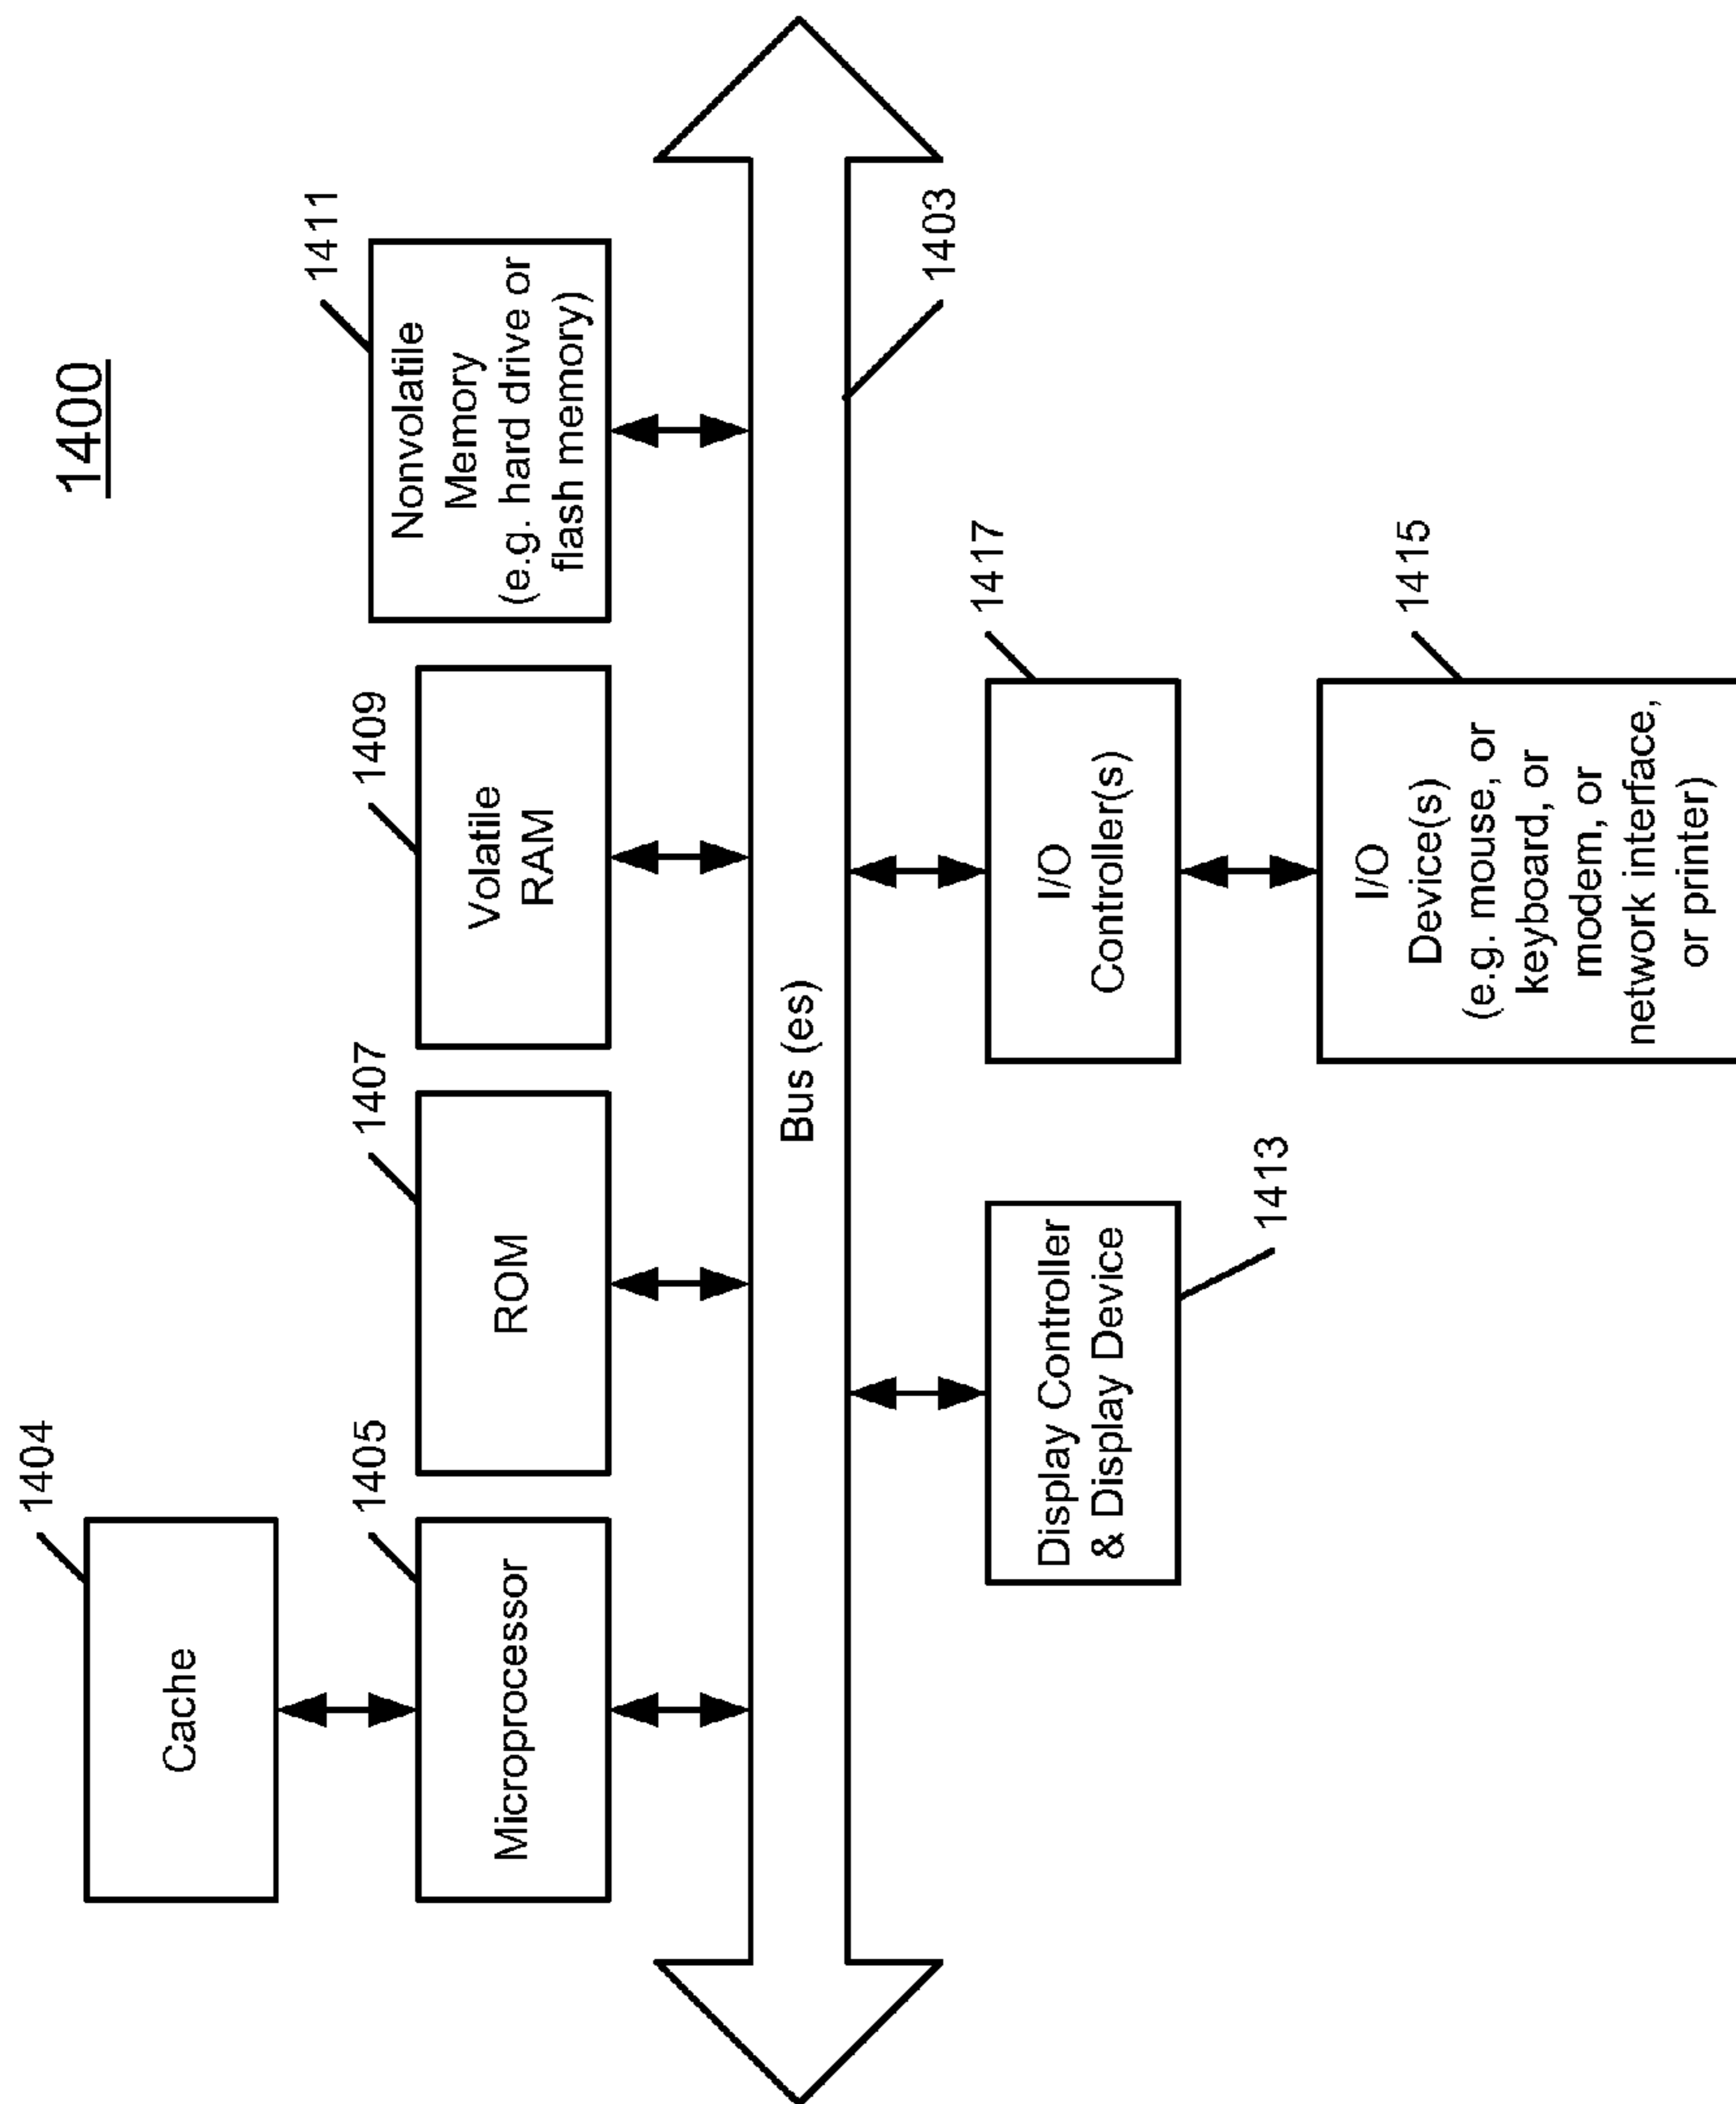 1400
1404
Cache
1405
Microprocessor
1407
ROM
1409
Volatile
RAM
1411
Nonvolatile
Memory
(e.g. hard drive or
flash memory)
Bus (es)
1403
1413
Display Controller
& Display Device
1417
I/O
Controller(s)
1415
I/O
Device(s)
(e.g. mouse, or
keyboard, or
modem, or
network interface,
or printer)